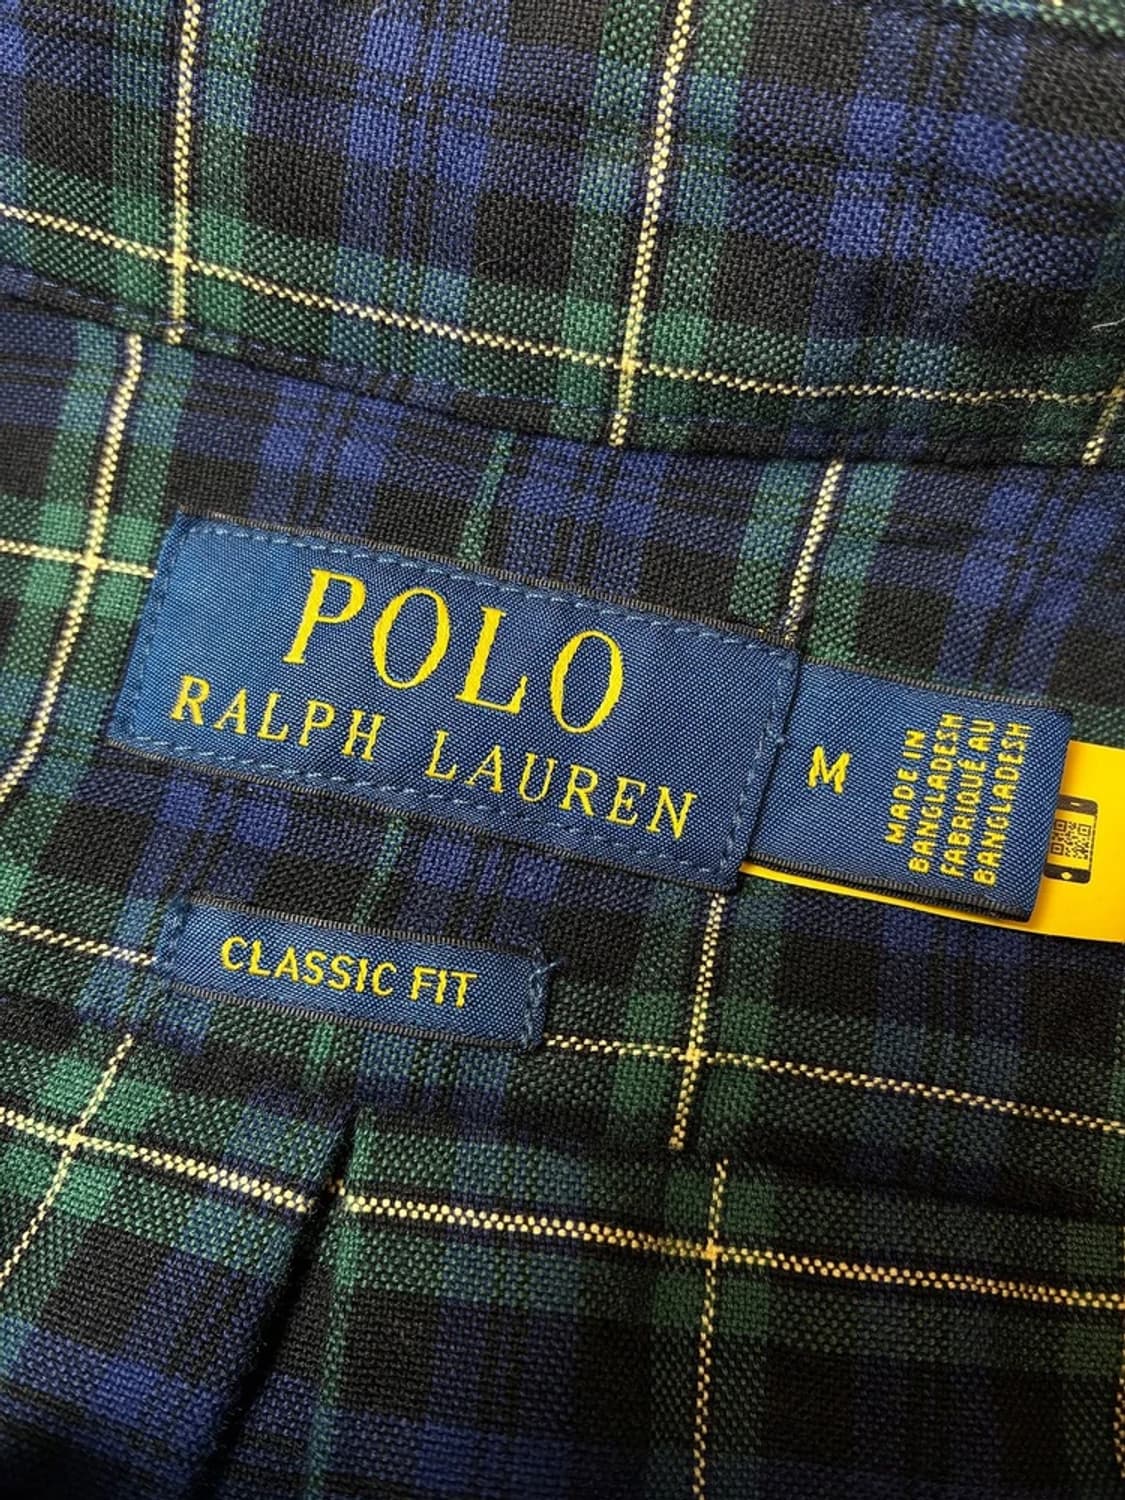 POLO
RALPH LAUREN
M
MADE IN
BANGLADESH
FABRIQUÉ AU
BANGLADESH
CLASSIC FIT